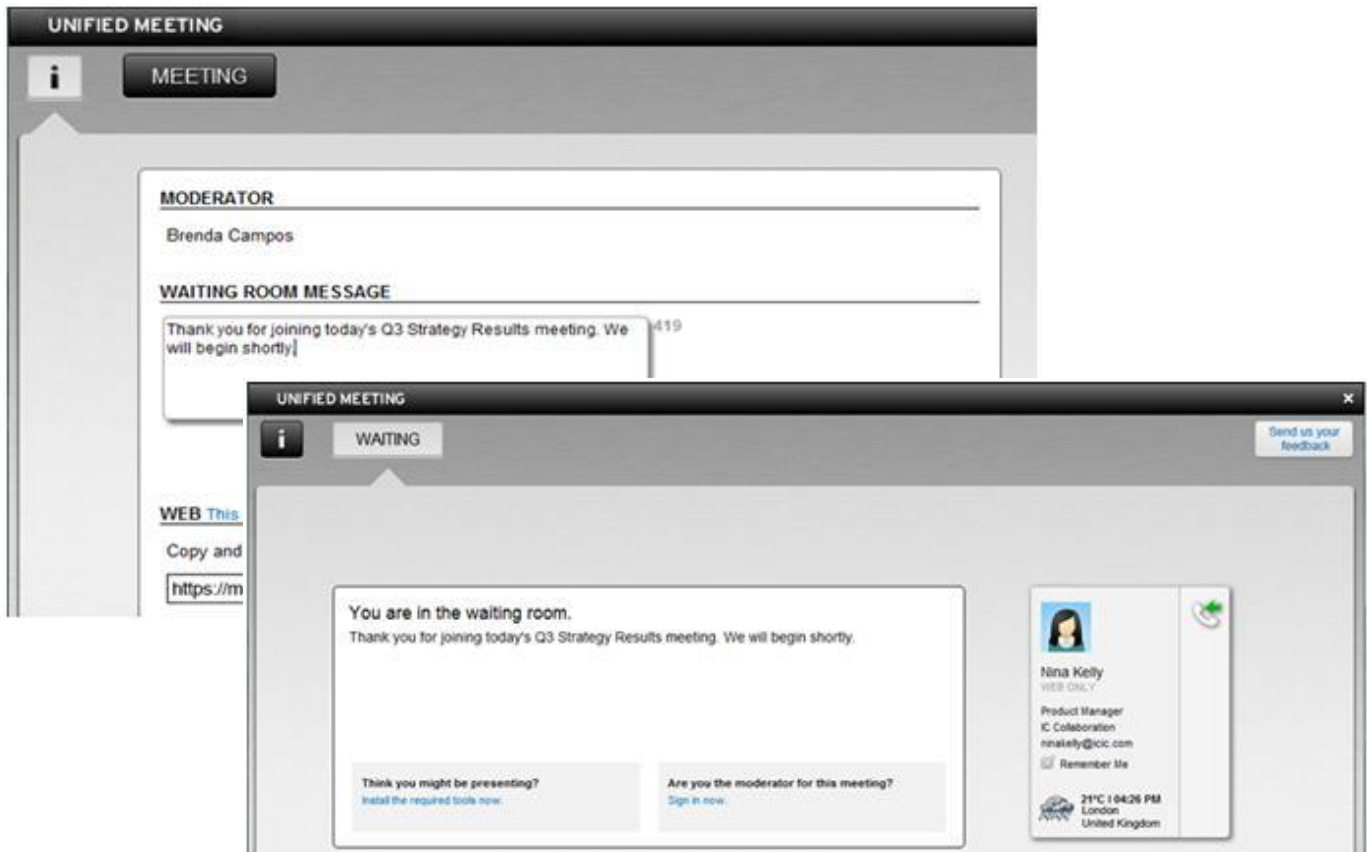 UNIFIED MEETING
i
MEETING
MODERATOR
Brenda Campos
WAITING ROOM MESSAGE
Thank you for joining today's Q3 Strategy Results meeting. We
will begin shortly.
419
WEB This
Copy and
https://m
UNIFIED MEETING
×
i
WAITING
Send us your
feedback
You are in the waiting room.
Thank you for joining today's Q3 Strategy Results meeting. We will begin shortly.
Think you might be presenting?
Install the required tools now.
Are you the moderator for this meeting?
Sign in now.
Nina Kelly
WEB ONLY
Product Manager
IC Collaboration
ninakelly@icic.com
Remember Me
21°C | 04:26 PM
London
United Kingdom